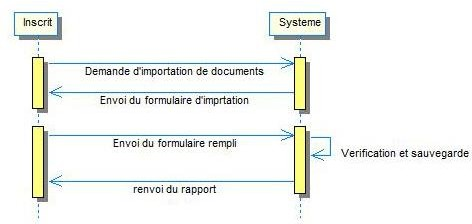 Inscrit
Systeme
Demande d'importation de documents
Envoi du formulaire d'imprtation
Envoi du formulaire rempli
Verification et sauvegarde
renvoi du rapport